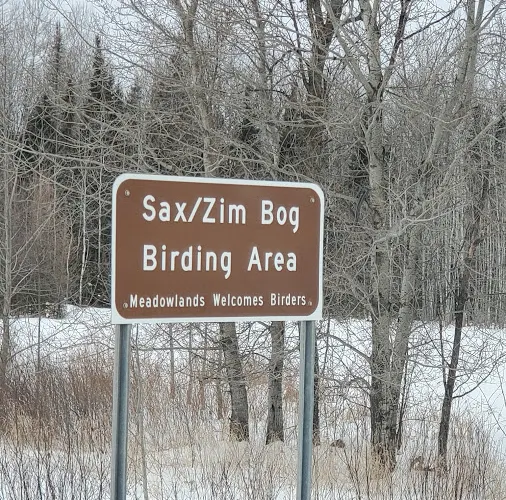 Sax/Zim Bog
Birding Area
Meadowlands Welcomes Birders